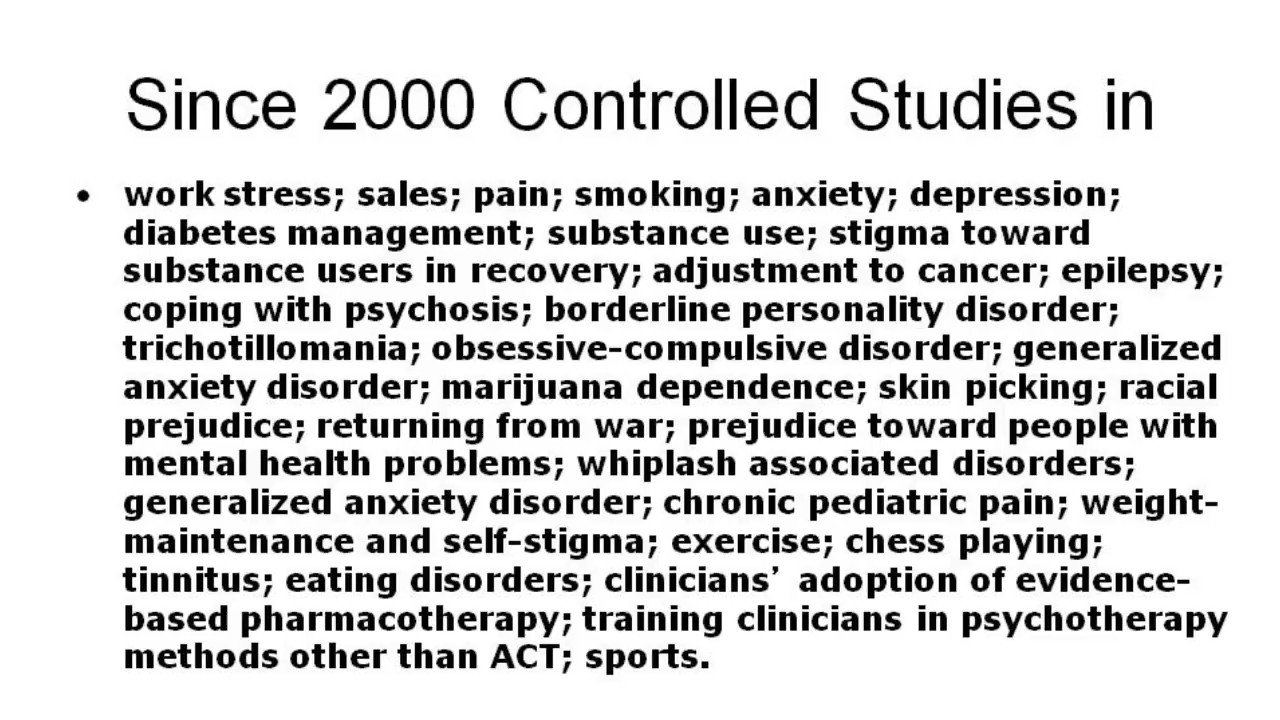 Since 2000 Controlled Studies in
• work stress; sales; pain; smoking; anxiety; depression;
diabetes management; substance use; stigma toward
substance users in recovery; adjustment to cancer; epilepsy;
coping with psychosis; borderline personality disorder;
trichotillomania; obsessive-compulsive disorder; generalized
anxiety disorder; marijuana dependence; skin picking; racial
prejudice; returning from war; prejudice toward people with
mental health problems; whiplash associated disorders;
generalized anxiety disorder; chronic pediatric pain; weight-
maintenance and self-stigma; exercise; chess playing;
tinnitus; eating disorders; clinicians’ adoption of evidence-
based pharmacotherapy; training clinicians in psychotherapy
methods other than ACT; sports.